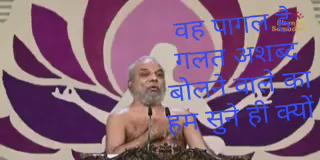 वह पागल है
गलत अशब्द
बोलने वाले का
हम सुने ही क्यों